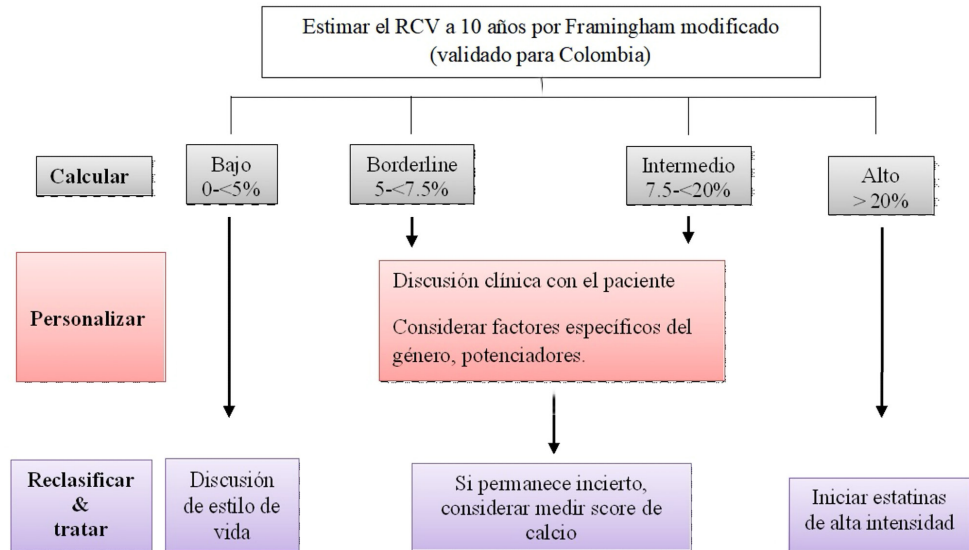 Estimar el RCV a 10 años por Framingham modificado
(validado para Colombia)
Calcular
Bajo
0-<5%
Borderline
5-<7.5%
Intermedio
7.5-<20%
Alto
> 20%
Personalizar
Discusión clínica con el paciente
Considerar factores específicos del
género, potenciadores.
Reclasificar
&
tratar
Discusión
de estilo de
vida
Si permanece incierto,
considerar medir score de
calcio
Iniciar estatinas
de alta intensidad